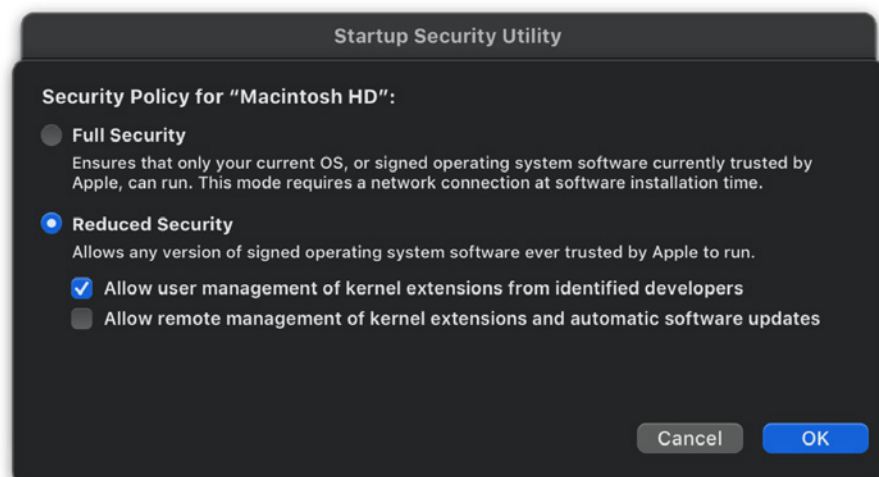 Startup Security Utility
Security Policy for “Macintosh HD”:
Full Security
Ensures that only your current OS, or signed operating system software currently trusted by
Apple, can run. This mode requires a network connection at software installation time.
Reduced Security
Allows any version of signed operating system software ever trusted by Apple to run.
Allow user management of kernel extensions from identified developers
Allow remote management of kernel extensions and automatic software updates
Cancel OK